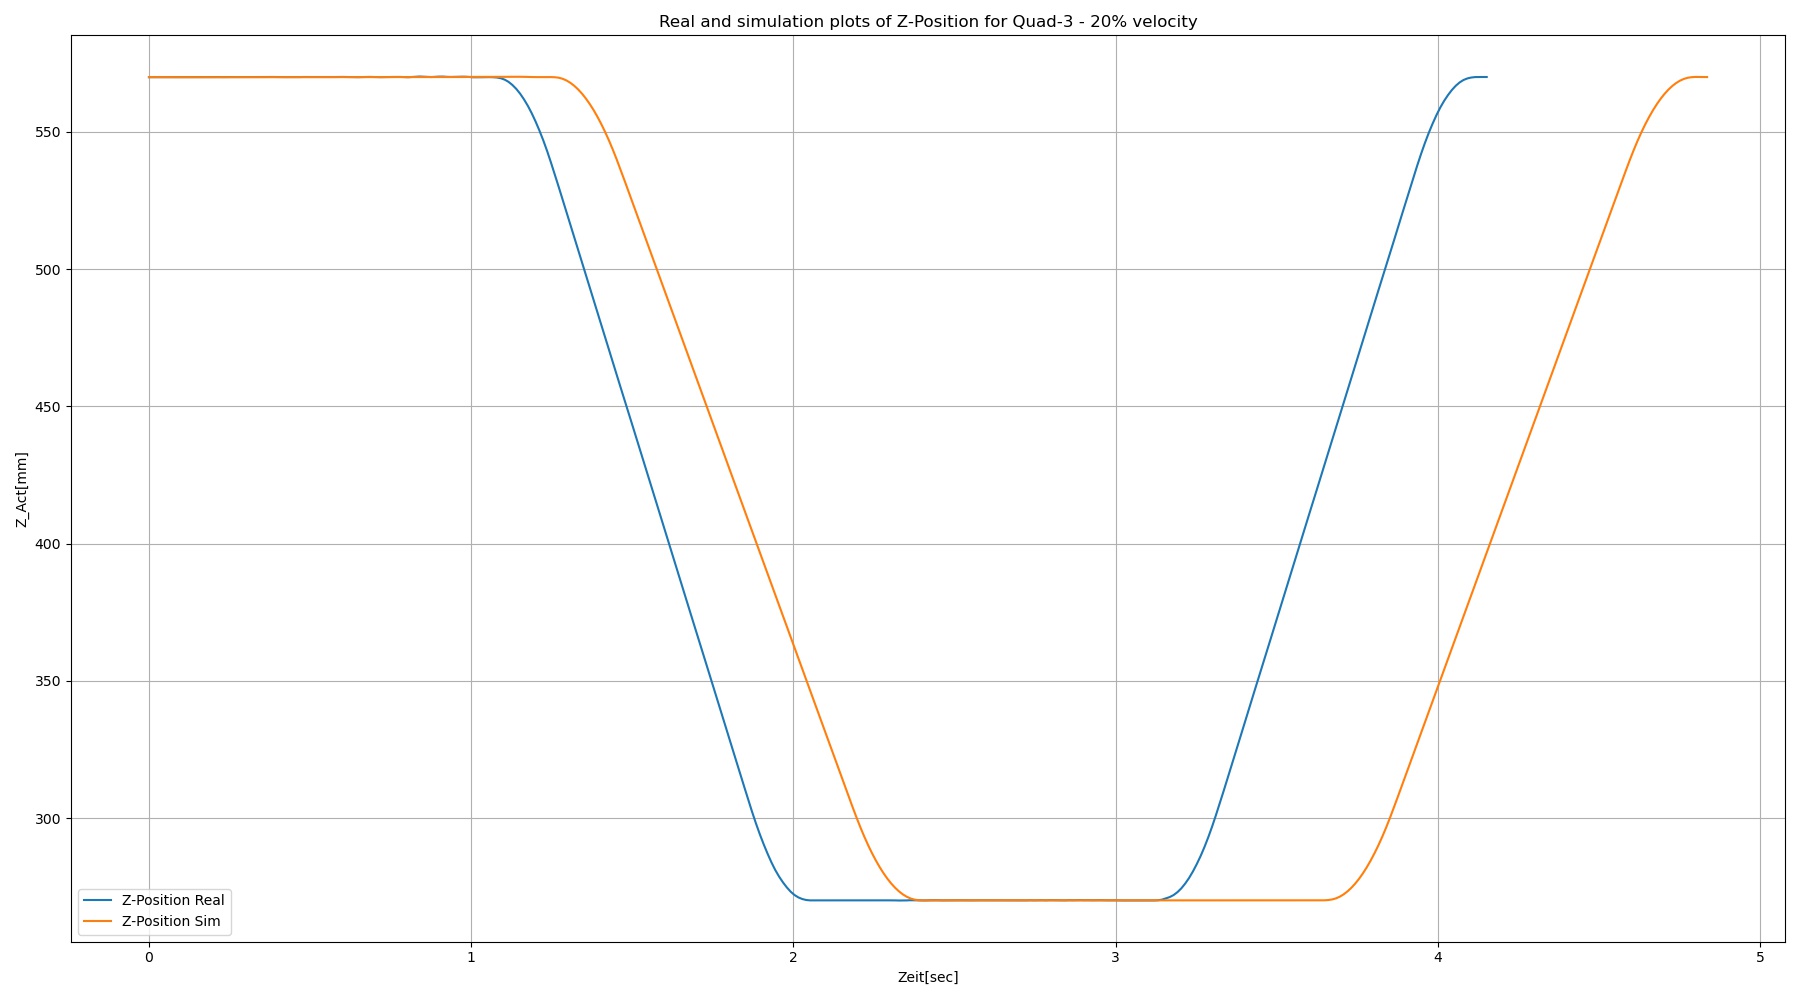 Real and simulation plots of Z-Position for Quad-3 - 20% velocity
Z_Act[mm]
550
500
450
400
350
300
Z-Position Real
Z-Position Sim
0 1 2 3 4 5
Zeit[sec]